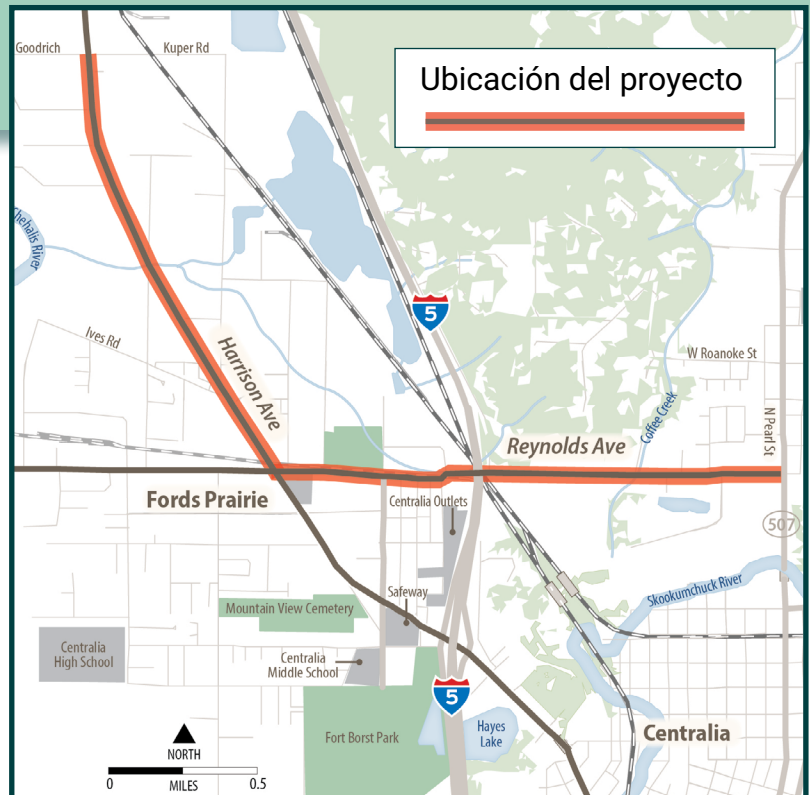 Goodrich
Kuper Rd
Ubicación del proyecto
Chehalis River
5
Ives Rd
Harrison Ave
W Roanoke St
Coffee Creek
N Pearl St
Reynolds Ave
Fords Prairie
Centralia Outlets
507
Skookumchuck River
Safeway
Mountain View Cemetery
Centralia
High School
Centralia
Middle School
5
Fort Borst Park
Hayes
Lake
Centralia
NORTH
0
MILES
0.5